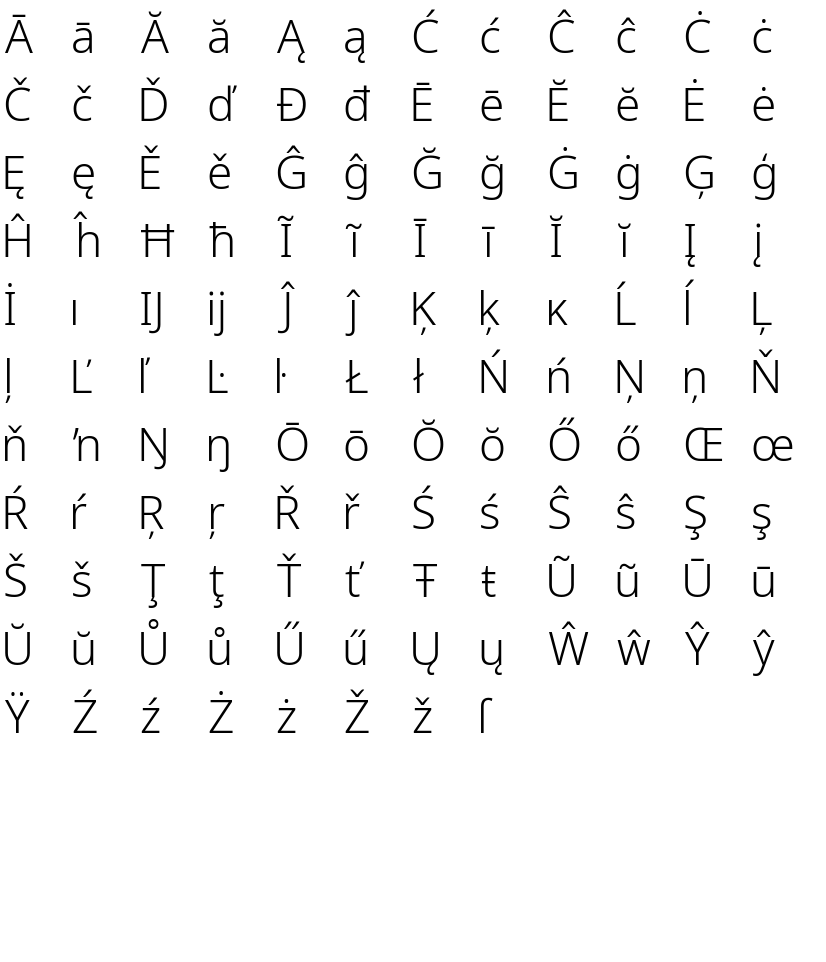 Ā ā Ă ă Ą ą Ć ć Ĉ ĉ Ċ ċ
Č č Ď ď Đ đ Ē ē Ĕ ĕ Ė ė
Ę ę Ě ě Ĝ ĝ Ğ ğ Ġ ġ Ģ ģ
Ĥ ĥ Ħ ħ Ĩ ĩ Ī ī Ĭ ĭ Į į
İ ı Ĳ ĳ Ĵ ĵ Ķ ķ ĸ Ĺ ĺ Ļ
ļ Ľ ľ Ŀ ŀ Ł ł Ń ń Ņ ņ Ň
ň ŉ Ŋ ŋ Ō ō Ŏ ŏ Ő ő Œ œ
Ŕ ŕ Ŗ ŗ Ř ř Ś ś Ŝ ŝ Ş ş
Š š Ţ ţ Ť ť Ŧ ŧ Ũ ũ Ū ū
Ŭ ŭ Ů ů Ű ű Ų ų Ŵ ŵ Ŷ ŷ
Ÿ Ź ź Ż ż Ž ž ſ